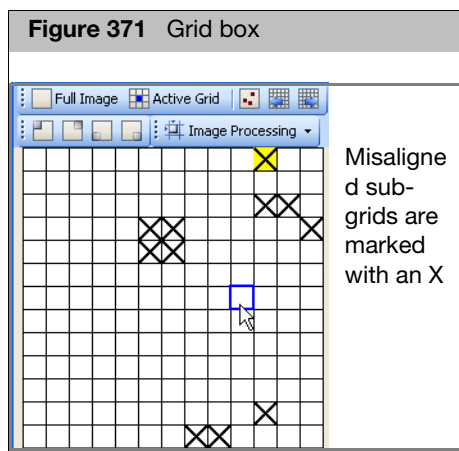 Figure 371 Grid box
Full Image Active Grid
Image Processing
Misaligne
d sub-
grids are
marked
with an X